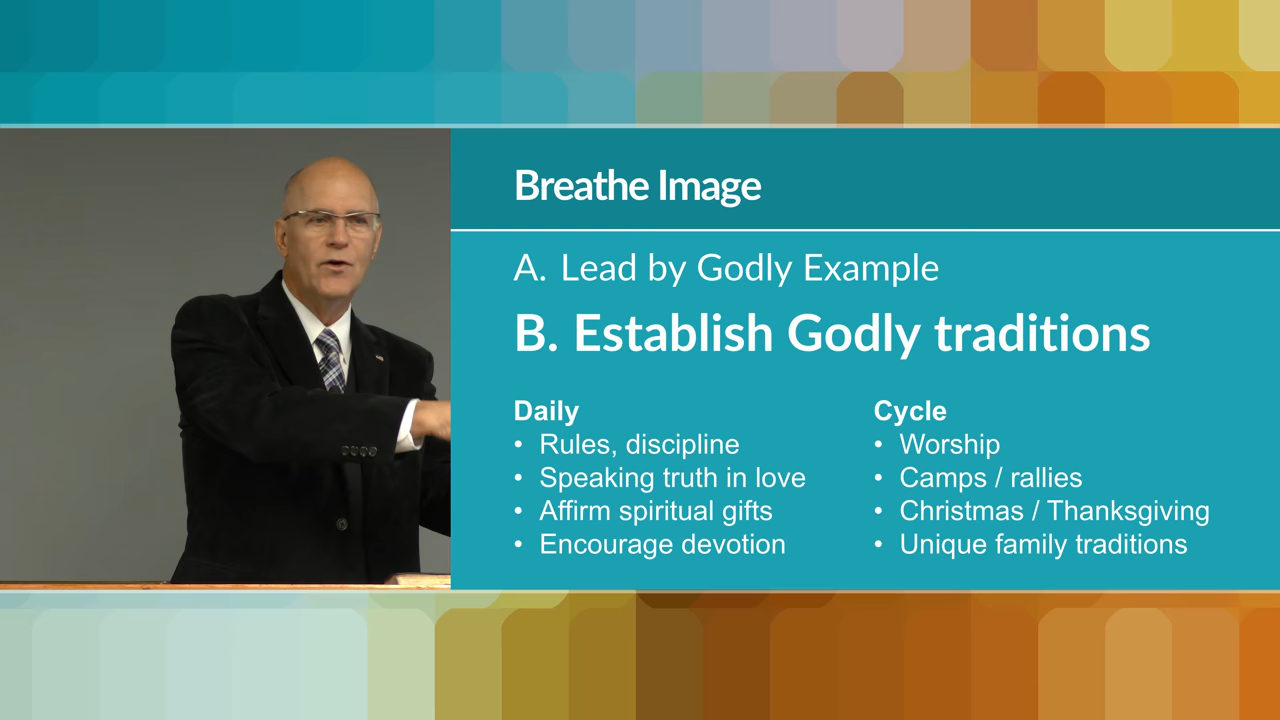 Breathe Image
A. Lead by Godly Example
B. Establish Godly traditions
Daily
• Rules, discipline
• Speaking truth in love
• Affirm spiritual gifts
• Encourage devotion
Cycle
• Worship
• Camps / rallies
• Christmas / Thanksgiving
• Unique family traditions